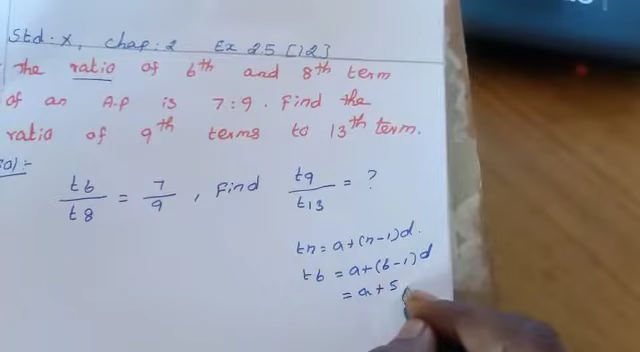 Std. X, chap: 2 Ex 2.5 [12]
The ratio of 6th and 8th term
of an A.P is 7:9. Find the
ratio of 9th terms to 13th term.
Sol:-
t6/t8 = 7/9, Find t9/t13 = ?
tn = a+(n-1)d.
t6 = a+(6-1)d
= a+5